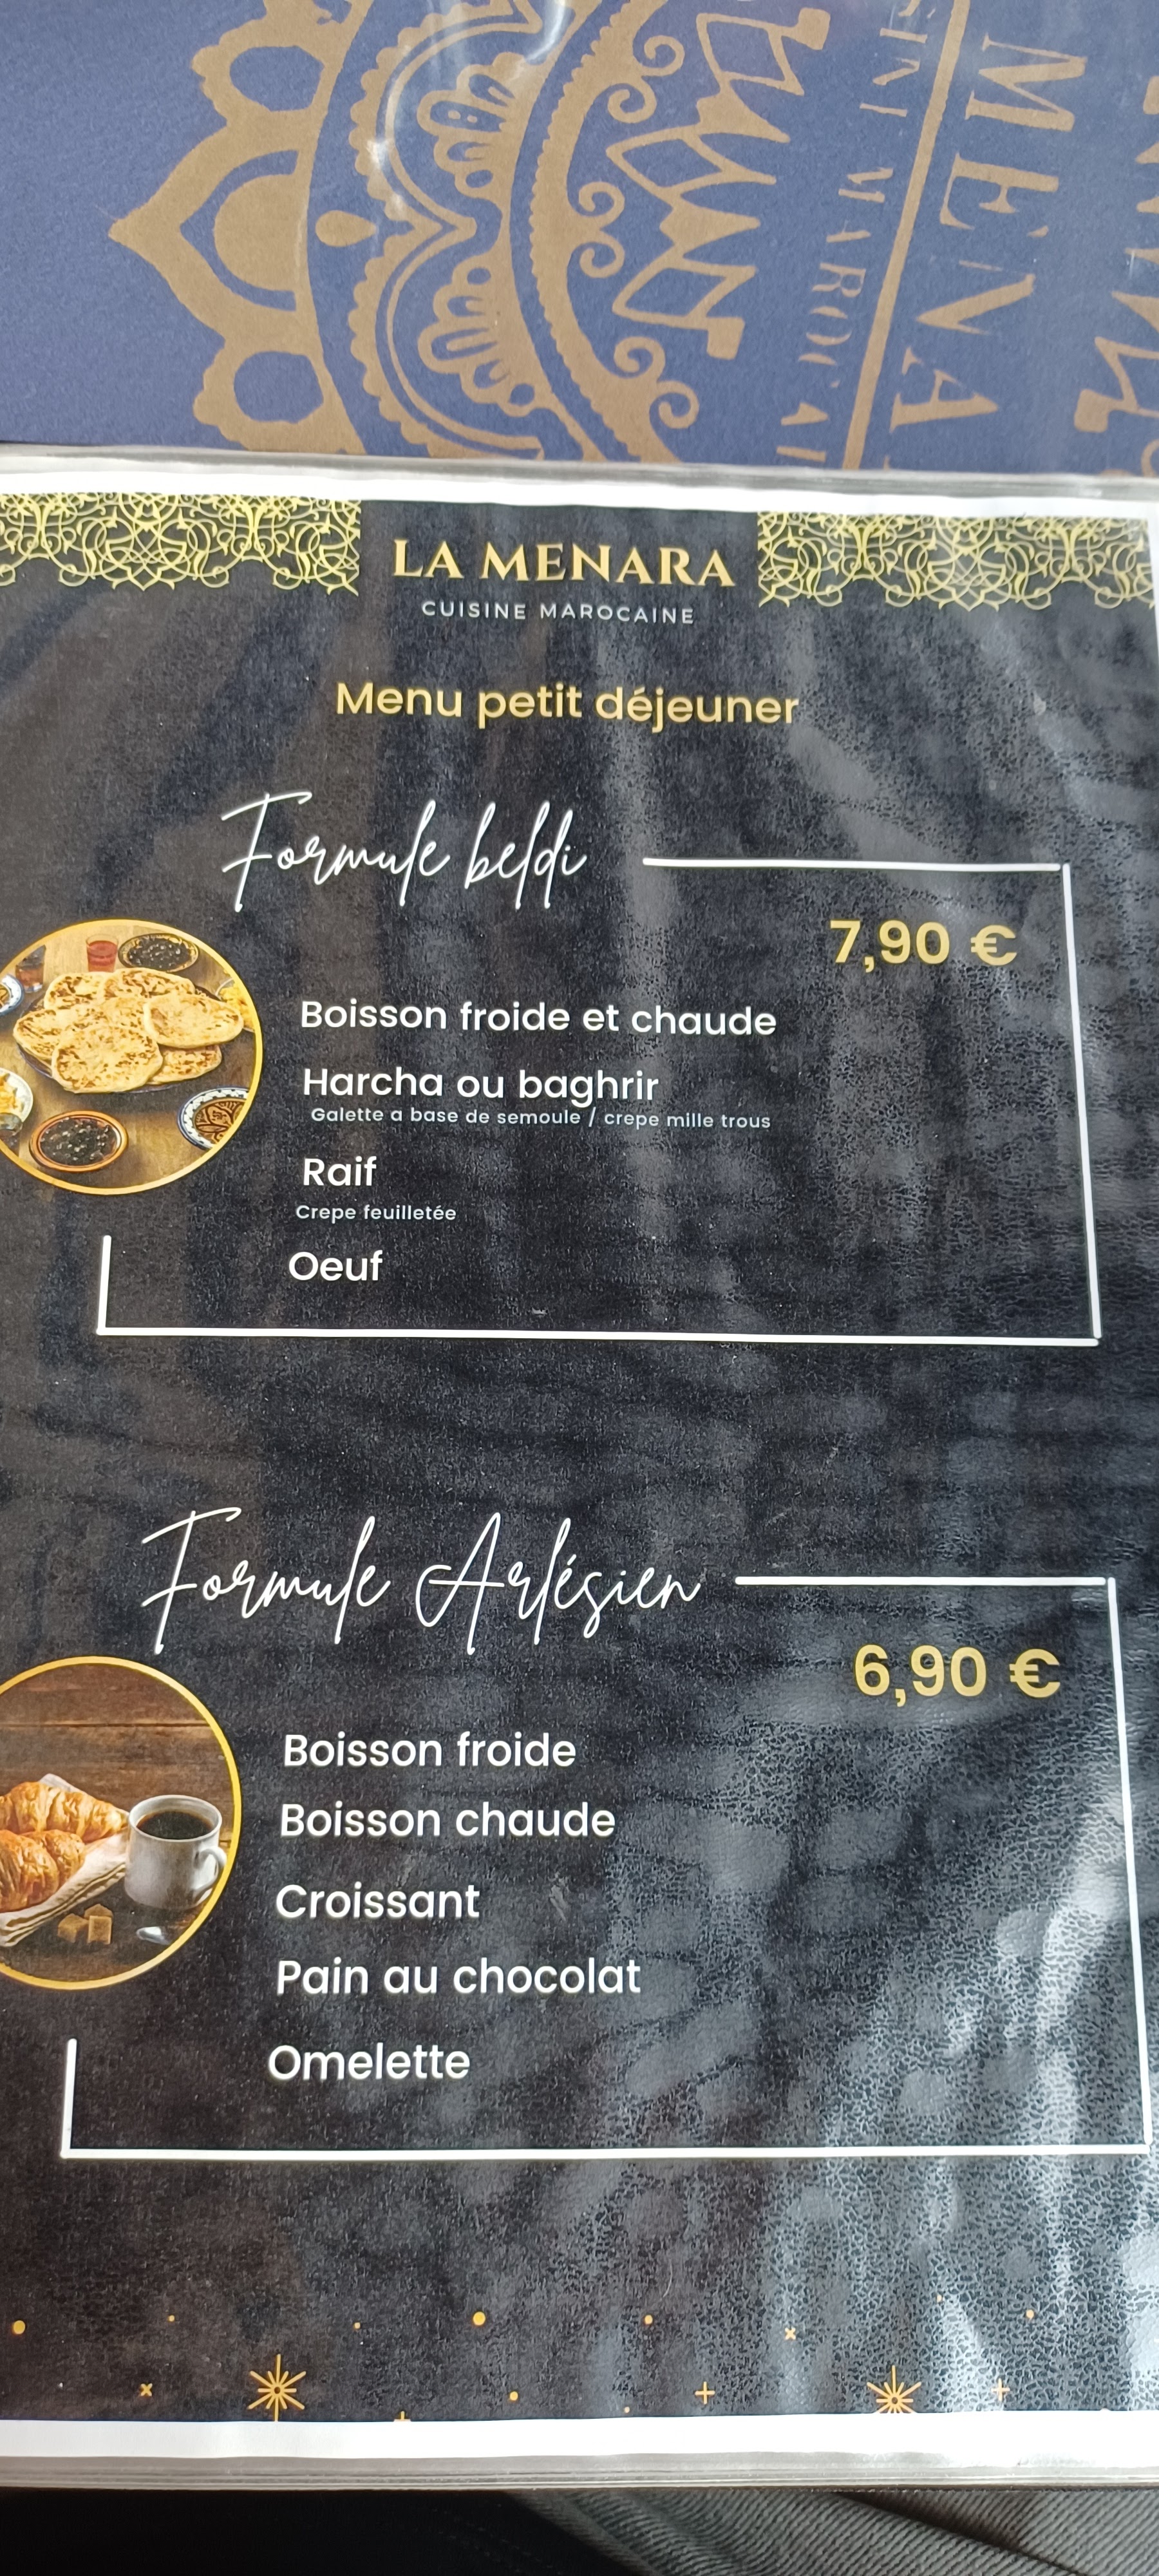 MENA
LA MENARA
CUISINE MAROCAINE
Menu petit déjeuner
Formule beldi
7,90 €
Boisson froide et chaude
Harcha ou baghrir
Galette a base de semoule / crepe mille trous
Raif
Crepe feuilletée
Oeuf
Formule Arlésien
6,90 €
Boisson froide
Boisson chaude
Croissant
Pain au chocolat
Omelette